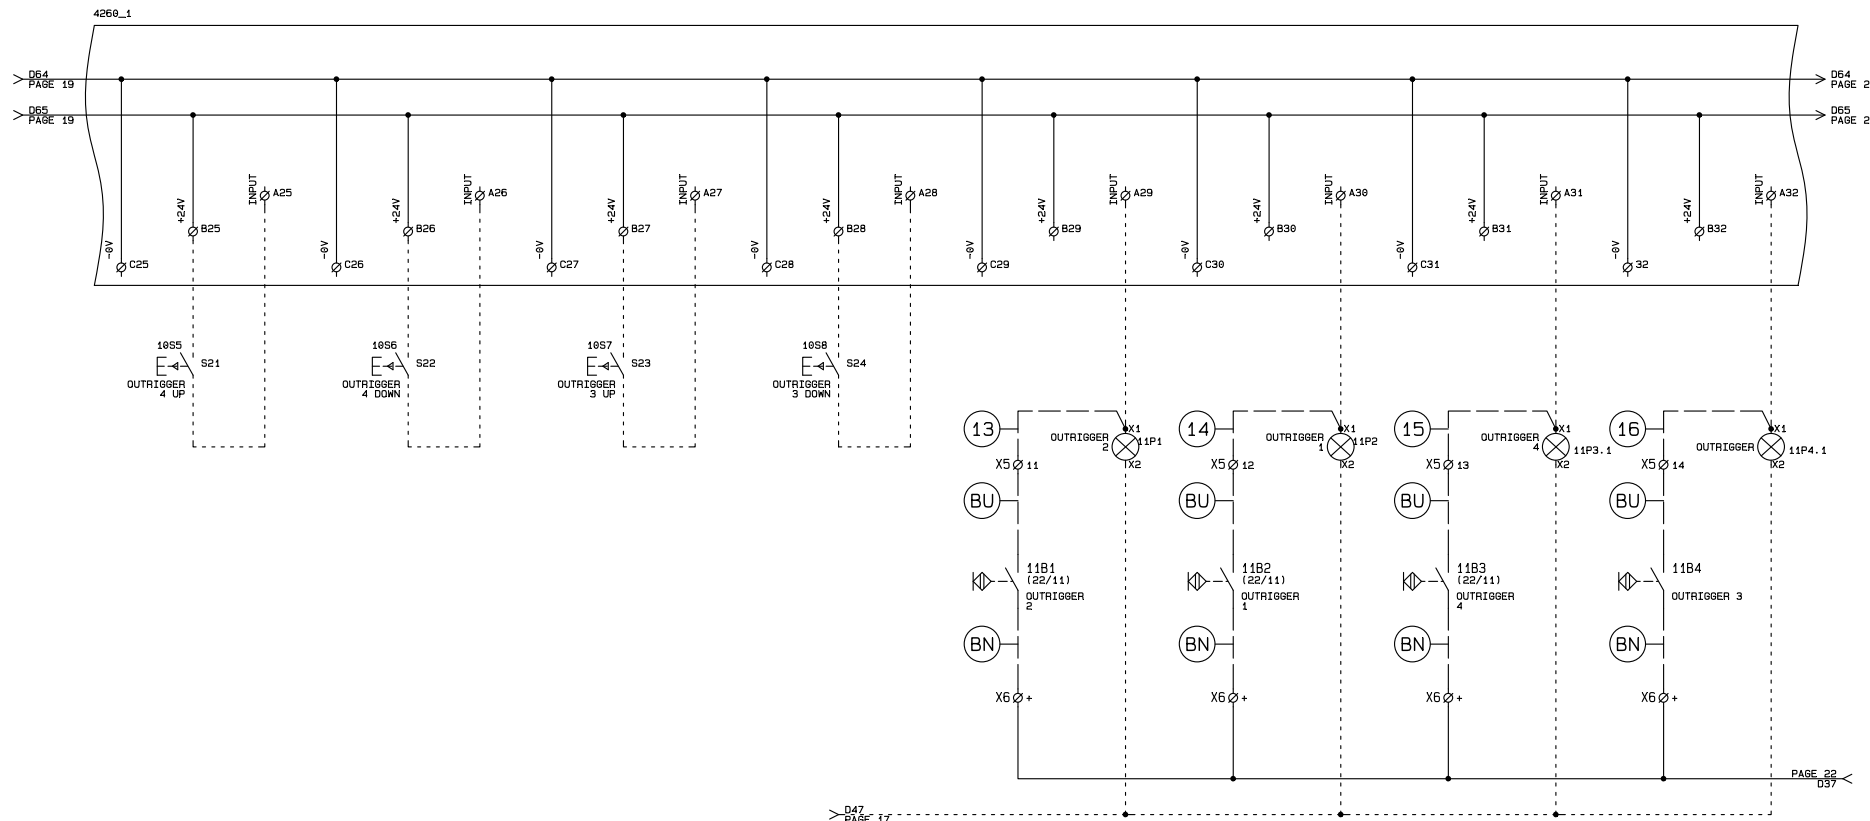 4260_1
D64
PAGE 19
D64
PAGE 2
D65
PAGE 19
D65
PAGE 2
-0V
C25
+24V
B25
INPUT
A25
-0V
C26
+24V
B26
INPUT
A26
-0V
C27
+24V
B27
INPUT
A27
-0V
C28
+24V
B28
INPUT
A28
-0V
C29
+24V
B29
INPUT
A29
-0V
C30
+24V
B30
INPUT
A30
-0V
C31
+24V
B31
INPUT
A31
-0V
32
+24V
B32
INPUT
A32
10S5
S21
OUTRIGGER
4 UP
10S6
S22
OUTRIGGER
4 DOWN
10S7
S23
OUTRIGGER
3 UP
10S8
S24
OUTRIGGER
3 DOWN
13
OUTRIGGER
2
X1
11P1
X2
X5
11
BU
11B1
(22/11)
OUTRIGGER
2
BN
X6
+
14
OUTRIGGER
1
X1
11P2
X2
X5
12
BU
11B2
(22/11)
OUTRIGGER
1
BN
X6
+
15
OUTRIGGER
4
X1
11P3.1
X2
X5
13
BU
11B3
(22/11)
OUTRIGGER
4
BN
X6
+
16
OUTRIGGER
X1
11P4.1
X2
X5
14
BU
11B4
OUTRIGGER 3
BN
X6
+
PAGE 22
D37
D47
PAGE 17